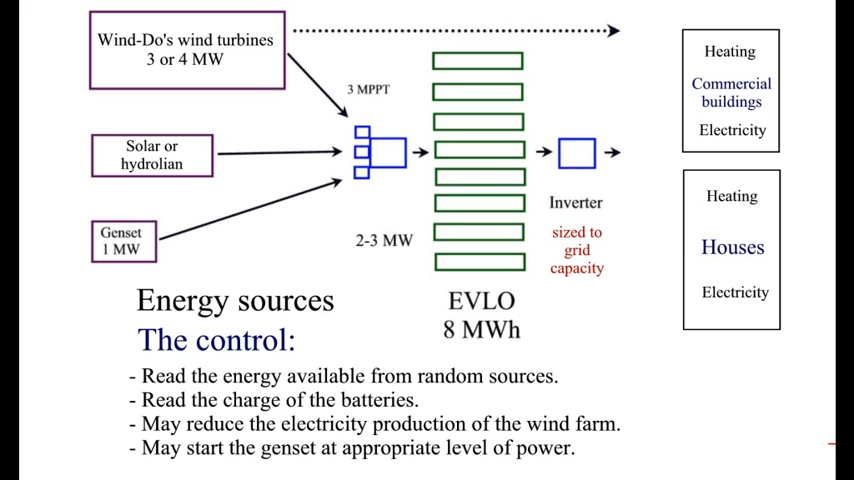 Wind-Do's wind turbines
3 or 4 MW
3 MPPT
Solar or
hydrolian
Genset
1 MW
2-3 MW
Inverter
sized to
grid
capacity
Heating
Commercial
buildings
Electricity
Heating
Houses
Electricity
Energy sources
EVLO
8 MWh
The control:
- Read the energy available from random sources.
- Read the charge of the batteries.
- May reduce the electricity production of the wind farm.
- May start the genset at appropriate level of power.